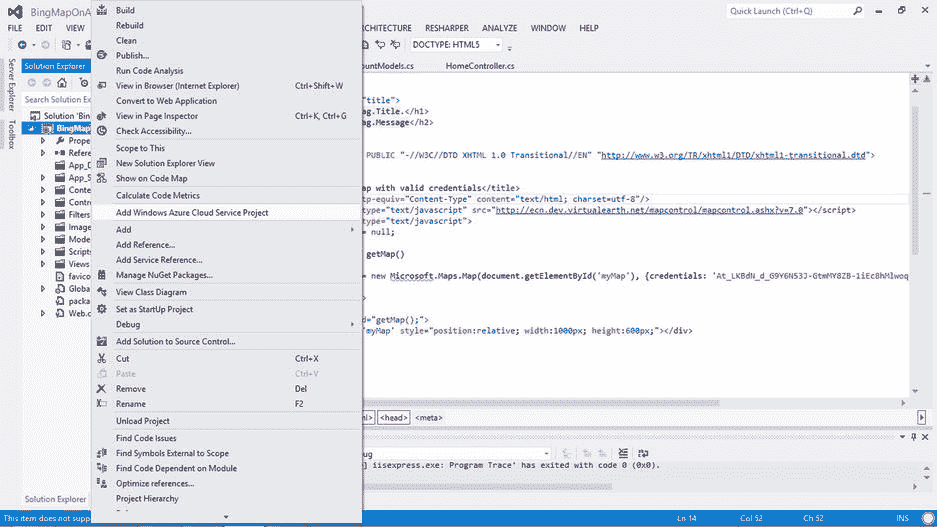 BingMapOnA
Quick Launch (Ctrl+Q)
FILE EDIT VIEW
CHITECTURE RESHARPER ANALYZE WINDOW HELP
DOCTYPE: HTML5
Server Explorer
Toolbox
Solution Explorer
Search Solution Ex
Solution 'Bing
BingMap
Prope
Refere
App_D
App_S
Conte
Contr
Filters
Image
Mode
Scripts
Views
favico
Globa
packa
Web.c
Solution Explorer
Build
Rebuild
Clean
Publish...
Run Code Analysis
View in Browser (Internet Explorer) Ctrl+Shift+W
Convert to Web Application
View in Page Inspector Ctrl+K, Ctrl+G
Check Accessibility...
Scope to This
New Solution Explorer View
Show on Code Map
Calculate Code Metrics
Add Windows Azure Cloud Service Project
Add
Add Reference...
Add Service Reference...
Manage NuGet Packages...
View Class Diagram
Set as StartUp Project
Debug
Add Solution to Source Control...
Cut Ctrl+X
Paste Ctrl+V
Remove Del
Rename F2
Unload Project
Find Code Issues
Find Symbols External to Scope
Find Code Dependent on Module
Optimize references...
Project Hierarchy
ountModels.cs HomeController.cs
"title">
ag.Title.</h1>
ag.Message</h2>
PUBLIC "-//W3C//DTD XHTML 1.0 Transitional//EN" "http://www.w3.org/TR/xhtml1/DTD/xhtml1-transitional.dtd">
ap with valid credentials</title>
tp-equiv="Content-Type" content="text/html; charset=utf-8"/>
type="text/javascript" src="http://ecn.dev.virtualearth.net/mapcontrol/mapcontrol.ashx?v=7.0"></script>
type="text/javascript">
= null;
getMap()
= new Microsoft.Maps.Map(document.getElementById('myMap'), {credentials: 
>
d="getMap();">
'myMap' style="position:relative; width:1000px; height:600px;"></div>
ml> <head> <meta>
ug
] iisexpress.exe: Program Trace' has exited with code 0 (0x0).
This item does not supp
Ln 14 Col 52 Ch 52 INS